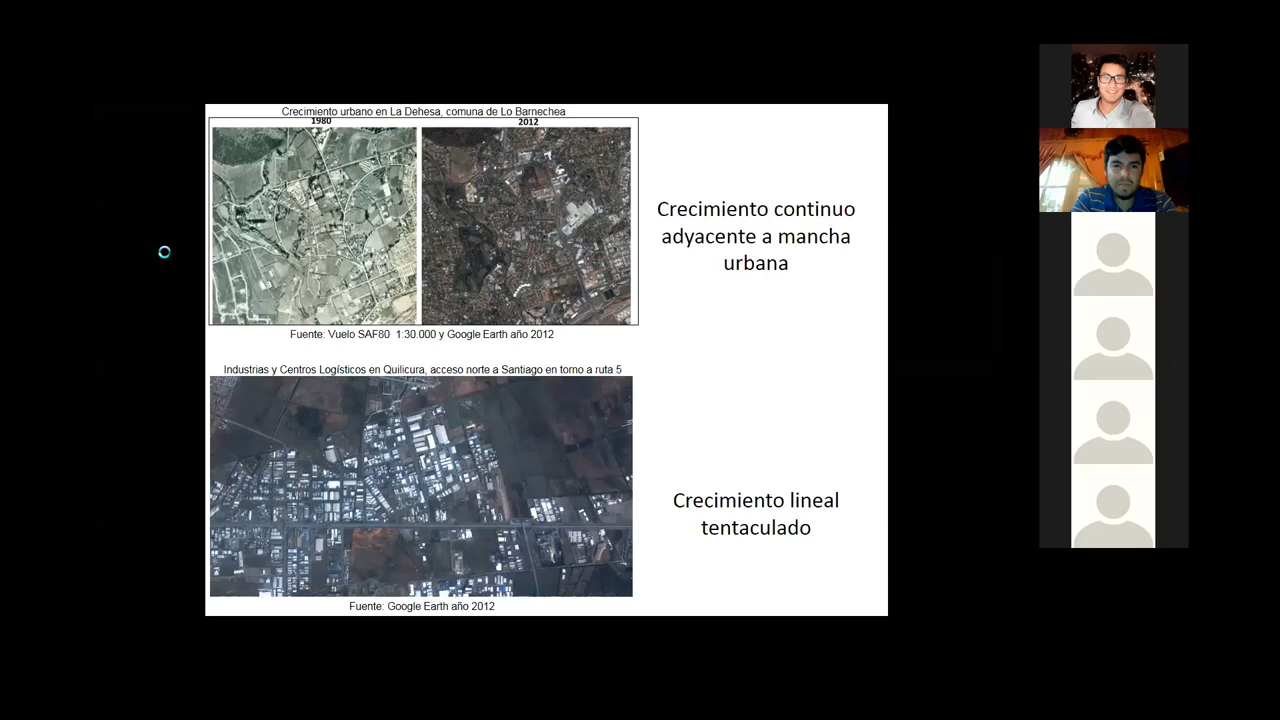 Crecimiento urbano en La Dehesa, comuna de Lo Barnechea
1980 2012
Crecimiento continuo
adyacente a mancha
urbana
Fuente: Vuelo SAF80 1:30.000 y Google Earth año 2012
Industrias y Centros Logísticos en Quilicura, acceso norte a Santiago en torno a ruta 5
Crecimiento lineal
tentaculado
Fuente: Google Earth año 2012